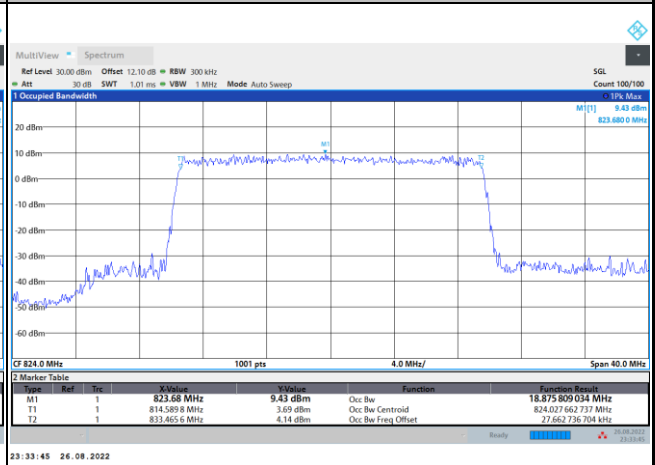 MultiView Spectrum
Ref Level 30.00 dBm Offset 12.10 dB RBW 300 kHz SGL
Att 30 dB SWT 1.01 ms VBW 1 MHz Mode Auto Sweep Count 100/100
1 Occupied Bandwidth 1Pk Max
M1[1] 9.43 dBm
823.680 0 MHz
20 dBm
M1
10 dBm
T1 T2
0 dBm
-10 dBm
-20 dBm
-30 dBm
-40 dBm
-50 dBm
-60 dBm
CF 824.0 MHz 1001 pts 4.0 MHz/ Span 40.0 MHz
2 Marker Table
Type Ref Trc X-Value Y-Value Function Function Result
M1 1 823.68 MHz 9.43 dBm Occ Bw 18.875 809 034 MHz
T1 1 814.589 8 MHz 3.69 dBm Occ Bw Centroid 824.027 662 737 MHz
T2 1 833.465 6 MHz 4.14 dBm Occ Bw Freq Offset 27.662 736 704 kHz
Ready 26.08.2022
23:33:45
23:33:45 26.08.2022